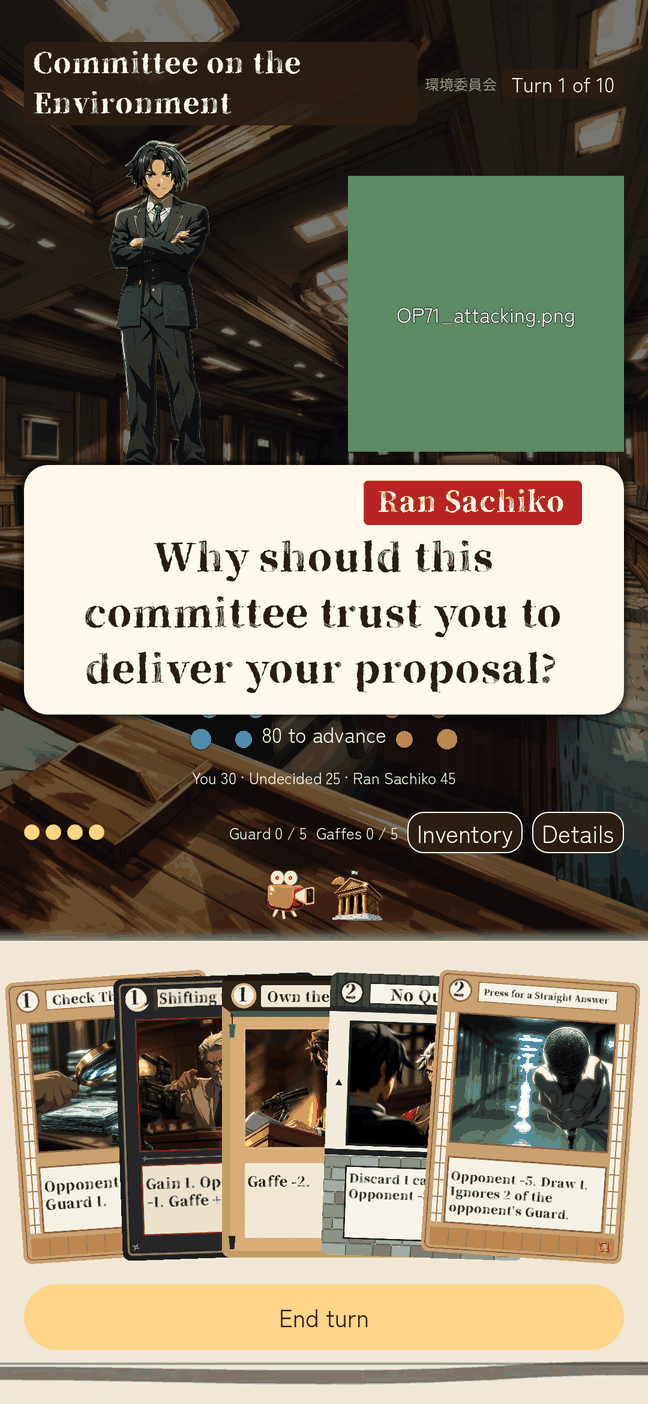 Committee on the
Environment
環境委員会
Turn 1 of 10
OP71_attacking.png
Ran Sachiko
Why should this
committee trust you to
deliver your proposal?
80 to advance
You 30 · Undecided 25 · Ran Sachiko 45
Guard 0 / 5 Gaffes 0 / 5
Inventory
Details
1
Check
Opponent
Guard 1.
1
Shifting
Gain 1.
-1. Gaffe
1
Own the
Gaffe -2.
2
No
Discard 1
Opponent
2
Press for a Straight Answer
Opponent -5. Draw 1.
Ignores 2 of the
opponent's Guard.
End turn